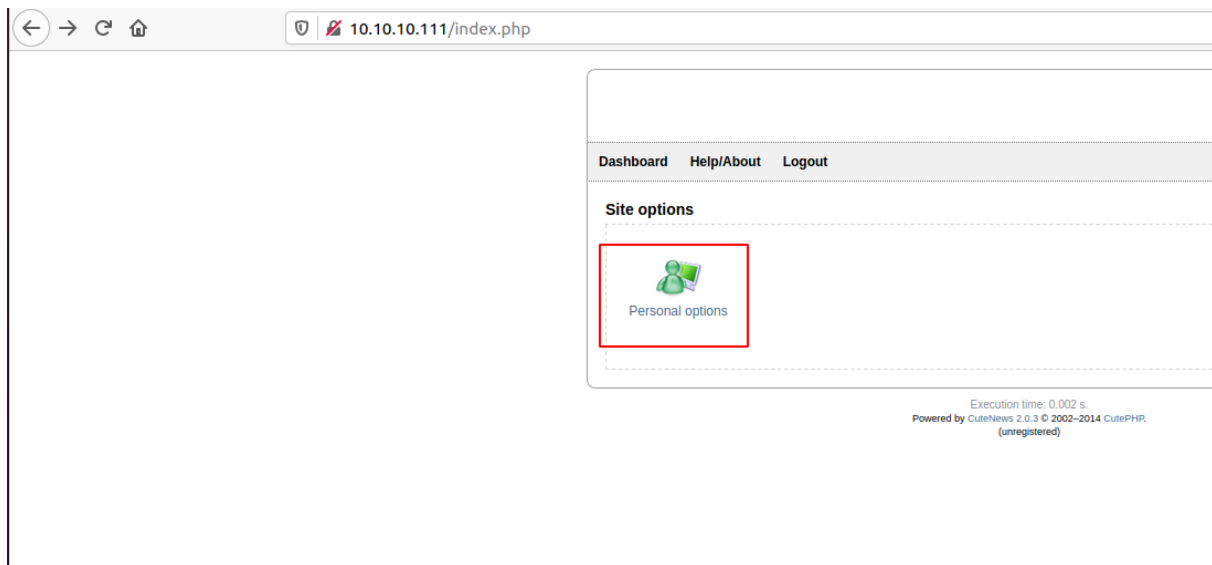 10.10.10.111/index.php
Dashboard Help/About Logout
Site options
Personal options
Execution time: 0.002 s.
Powered by CuteNews 2.0.3 © 2002–2014 CutePHP.
(unregistered)